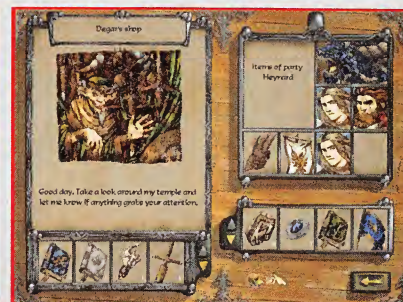 Degar's shop
Good day. Take a look around my temple and
let me know if anything grabs your attention.
Items of party
Heynard